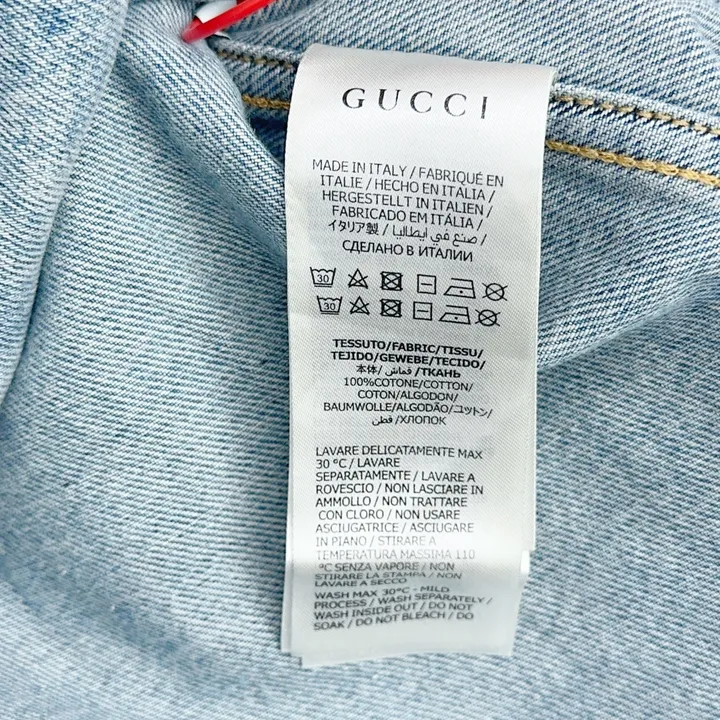 GUCCI
MADE IN ITALY / FABRIQUÉ EN
ITALIE / HECHO EN ITALIA /
HERGESTELLT IN ITALIEN /
FABRICADO EM ITÁLIA /
イタリア製 / صنع في ايطاليا /
СДЕЛАНО В ИТАЛИИ
30
30
TESSUTO/FABRIC/TISSU/
TEJIDO/GEWEBE/TECIDO/
本体/ قماش /ТКАНЬ
100%COTONE/COTTON/
COTON/ALGODON/
BAUMWOLLE/ALGODÃO/コットン/
قطن /ХЛОПОК
LAVARE DELICATAMENTE MAX
30 °C / LAVARE
SEPARATAMENTE / LAVARE A
ROVESCIO / NON LASCIARE IN
AMMOLLO / NON TRATTARE
CON CLORO / NON USARE
ASCIUGATRICE / ASCIUGARE
IN PIANO / STIRARE A
TEMPERATURA MASSIMA 110
°C SENZA VAPORE / NON
STIRARE LA STAMPA / NON
LAVARE A SECCO
WASH MAX 30°C - MILD
PROCESS / WASH SEPARATELY /
WASH INSIDE OUT / DO NOT
SOAK / DO NOT BLEACH / DO